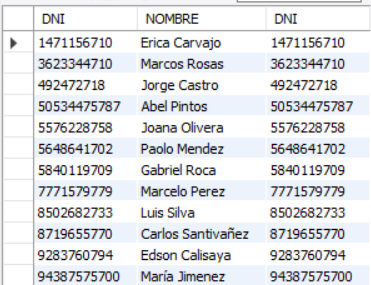 DNI NOMBRE DNI
1471156710 Erica Carvajo 1471156710
3623344710 Marcos Rosas 3623344710
492472718 Jorge Castro 492472718
50534475787 Abel Pintos 50534475787
5576228758 Joana Olivera 5576228758
5648641702 Paolo Mendez 5648641702
5840119709 Gabriel Roca 5840119709
7771579779 Marcelo Perez 7771579779
8502682733 Luis Silva 8502682733
8719655770 Carlos Santivañez 8719655770
9283760794 Edson Calisaya 9283760794
94387575700 María Jimenez 94387575700